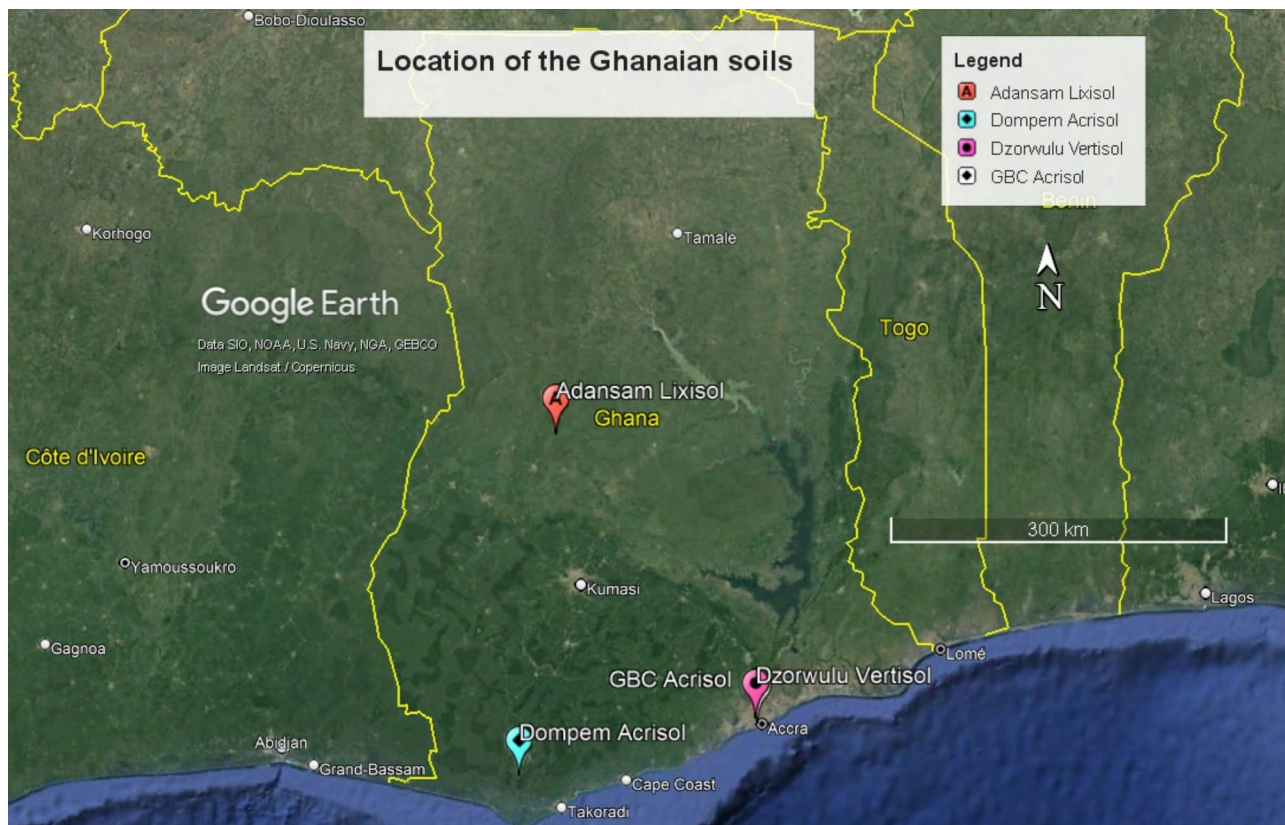 Bobo-Dioulasso
Location of the Ghanaian soils
Legend
A Adansam Lixisol
Dompem Acrisol
Dzorwulu Vertisol
GBC Acrisol
Benin
Korhogo
Tamale
N
Google Earth
Data SIO, NOAA, U.S. Navy, NGA, GEBCO
Image Landsat / Copernicus
Togo
A Adansam Lixisol
Ghana
Côte d'Ivoire
300 km
Yamoussoukro
Kumasi
Lagos
Gagnoa
Lomé
GBC Acrisol
Dzorwulu Vertisol
Accra
Dompem Acrisol
Abidjan
Grand-Bassam
Cape Coast
Takoradi